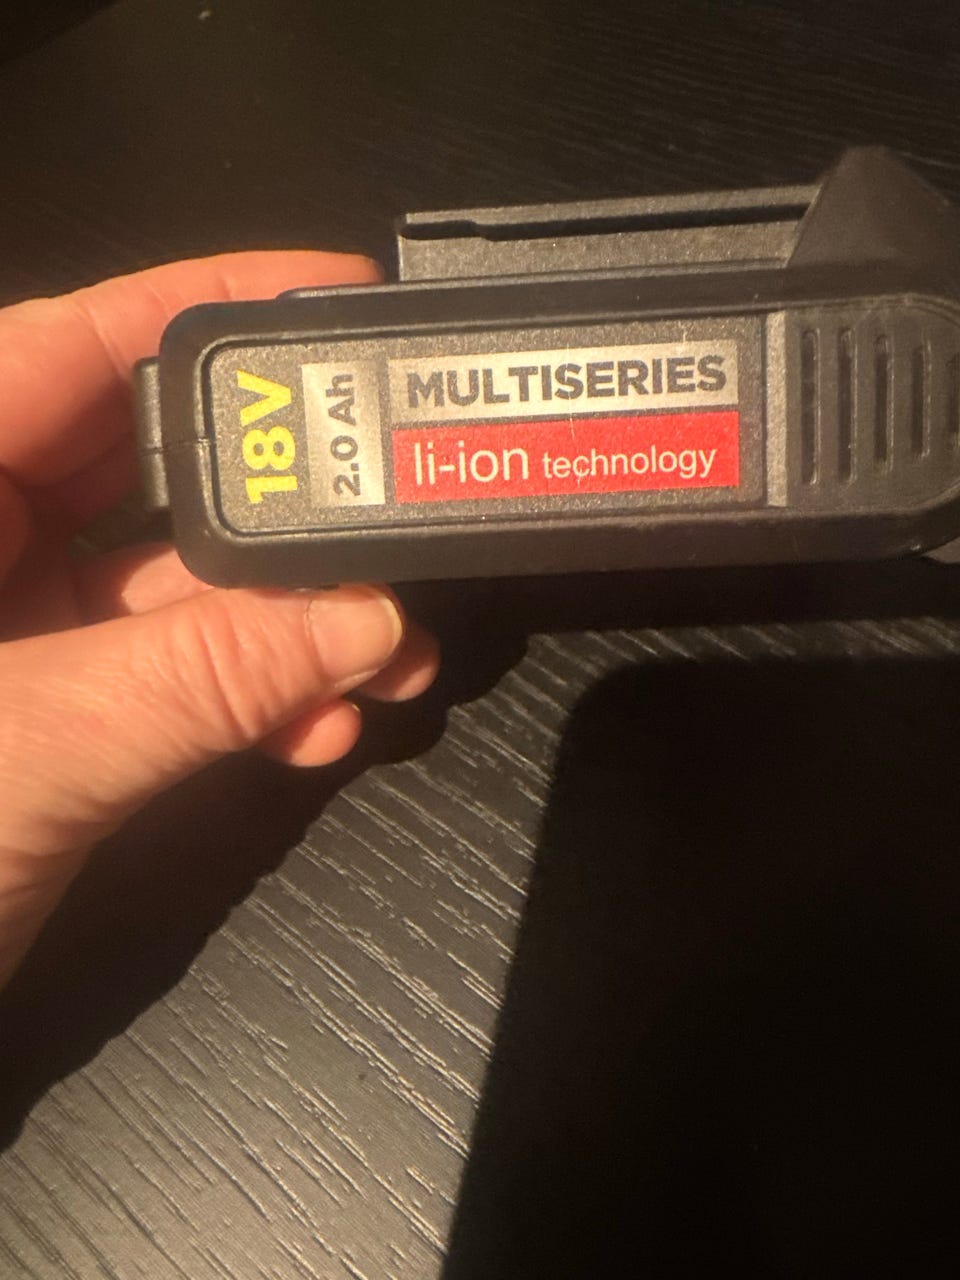 18V
2.0 Ah
MULTISERIES
li-ion technology